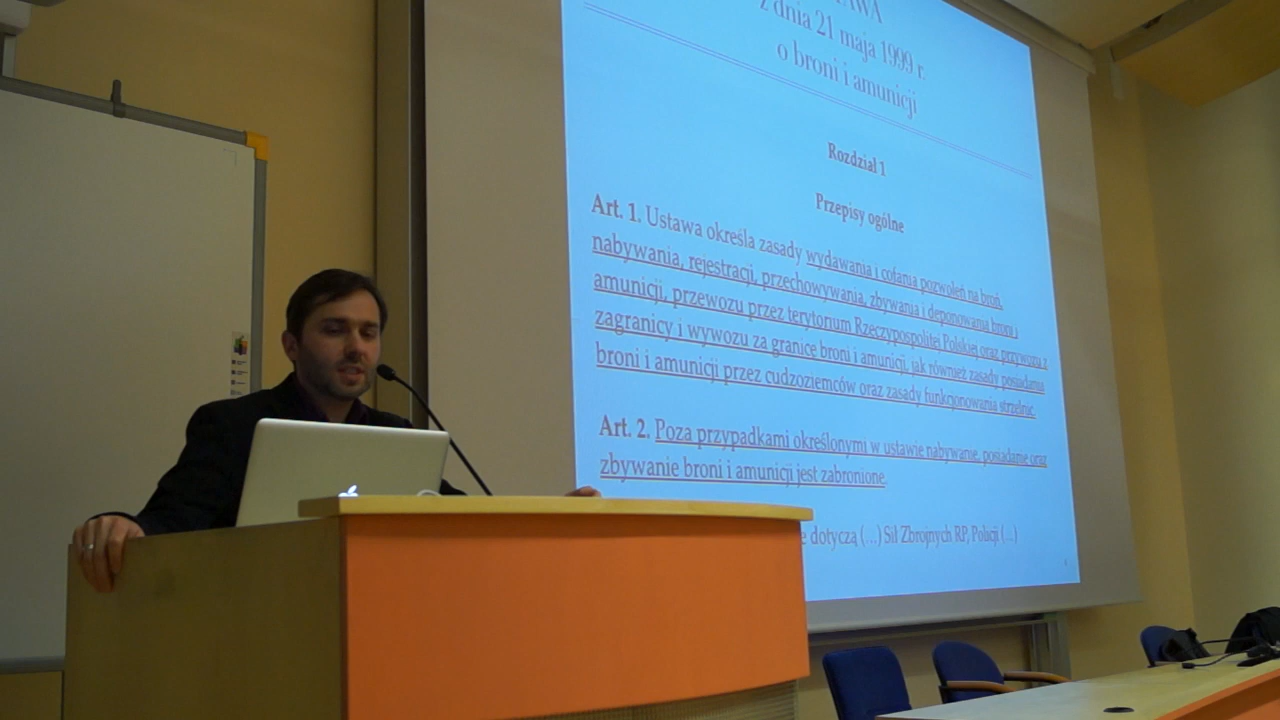 z dnia 21 maja 1999 r.
o broni i amunicji
Rozdział 1
Przepisy ogólne
Art. 1. Ustawa określa zasady wydawania i cofania pozwoleń na broń,
nabywania, rejestracji, przechowywania, zbywania i deponowania broni i
amunicji, przewozu przez terytorium Rzeczypospolitej Polskiej oraz przywozu z
zagranicy i wywozu za granicę broni i amunicji, jak również zasady posiadania
broni i amunicji przez cudzoziemców oraz zasady funkcjonowania strzelnic.
Art. 2. Poza przypadkami określonymi w ustawie nabywanie, posiadanie oraz
zbywanie broni i amunicji jest zabronione.
dotyczą (...) Sił Zbrojnych RP, Policji (...)